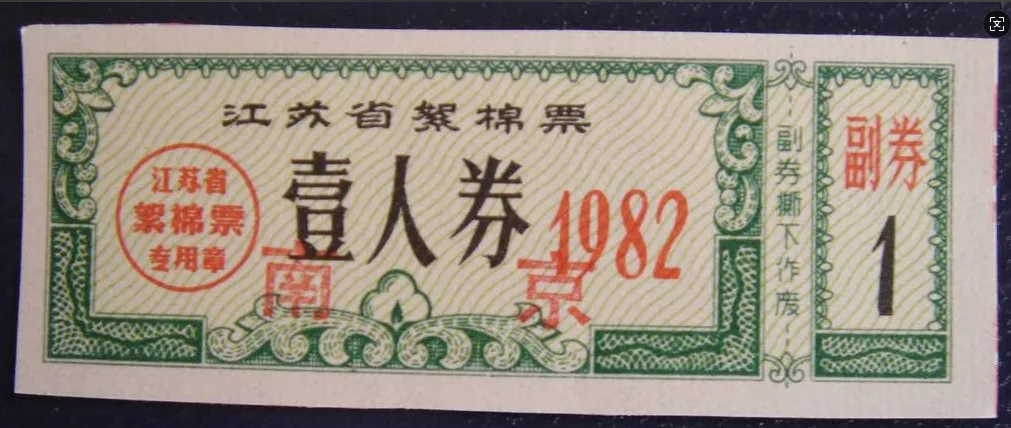 江苏省絮棉票
壹人券
1982
江苏省
絮棉票
专用章
南京
副券撕下作废
副券
1